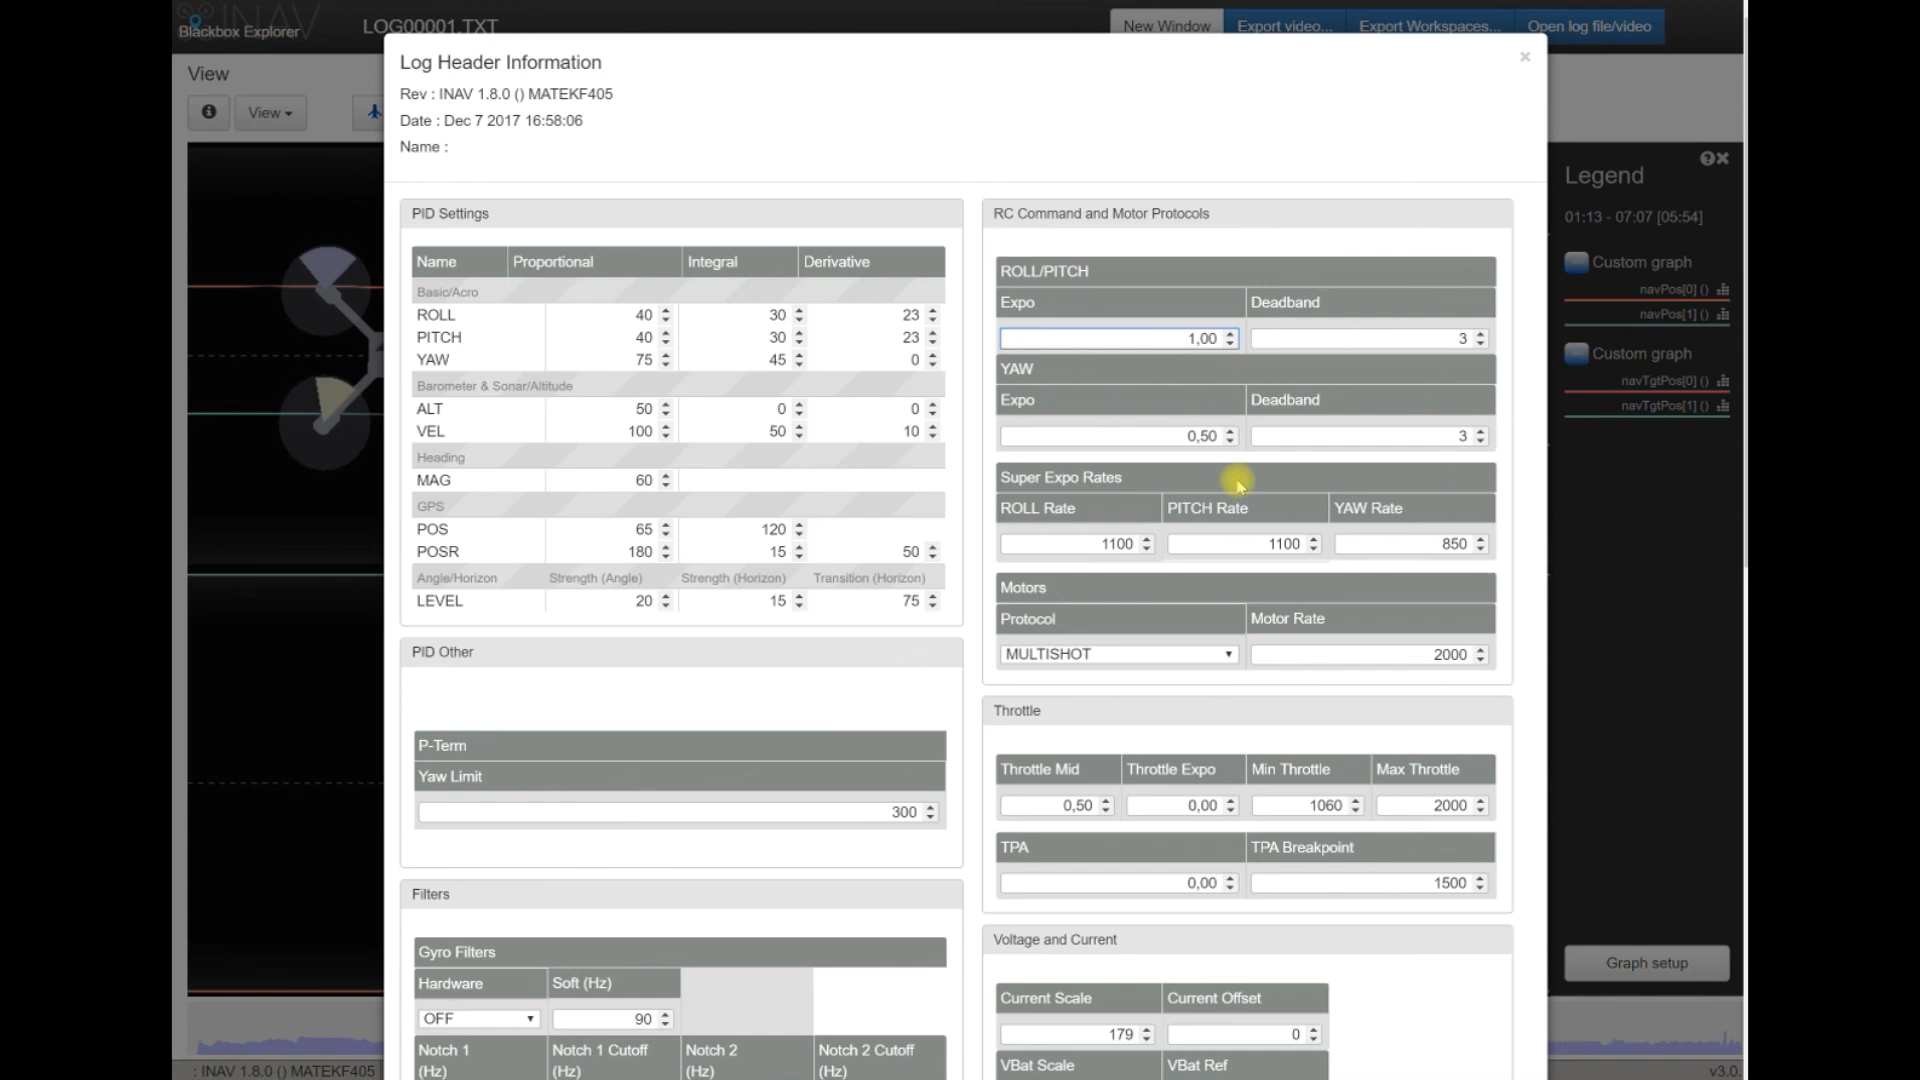 INAV
Blackbox Explorer
LOG00001.TXT
New Window
Export video...
Export Workspaces...
Open log file/video
View
View
Log Header Information
×
Rev : INAV 1.8.0 () MATEKF405
Date : Dec 7 2017 16:58:06
Name :
PID Settings
Name Proportional Integral Derivative
Basic/Acro
ROLL 40 30 23
PITCH 40 30 23
YAW 75 45 0
Barometer & Sonar/Altitude
ALT 50 0 0
VEL 100 50 10
Heading
MAG 60
GPS
POS 65 120
POSR 180 15 50
Angle/Horizon Strength (Angle) Strength (Horizon) Transition (Horizon)
LEVEL 20 15 75
PID Other
P-Term
Yaw Limit
300
Filters
Gyro Filters
Hardware Soft (Hz)
OFF 90
Notch 1 Notch 1 Cutoff Notch 2 Notch 2 Cutoff
(Hz) (Hz) (Hz) (Hz)
RC Command and Motor Protocols
ROLL/PITCH
Expo Deadband
1,00 3
YAW
Expo Deadband
0,50 3
Super Expo Rates
ROLL Rate PITCH Rate YAW Rate
1100 1100 850
Motors
Protocol Motor Rate
MULTISHOT 2000
Throttle
Throttle Mid Throttle Expo Min Throttle Max Throttle
0,50 0,00 1060 2000
TPA TPA Breakpoint
0,00 1500
Voltage and Current
Current Scale Current Offset
179 0
VBat Scale VBat Ref
Legend
01:13 - 07:07 [05:54]
Custom graph
navPos[0] ()
navPos[1] ()
Custom graph
navTgtPos[0] ()
navTgtPos[1] ()
Graph setup
: INAV 1.8.0 () MATEKF405
v3.0.